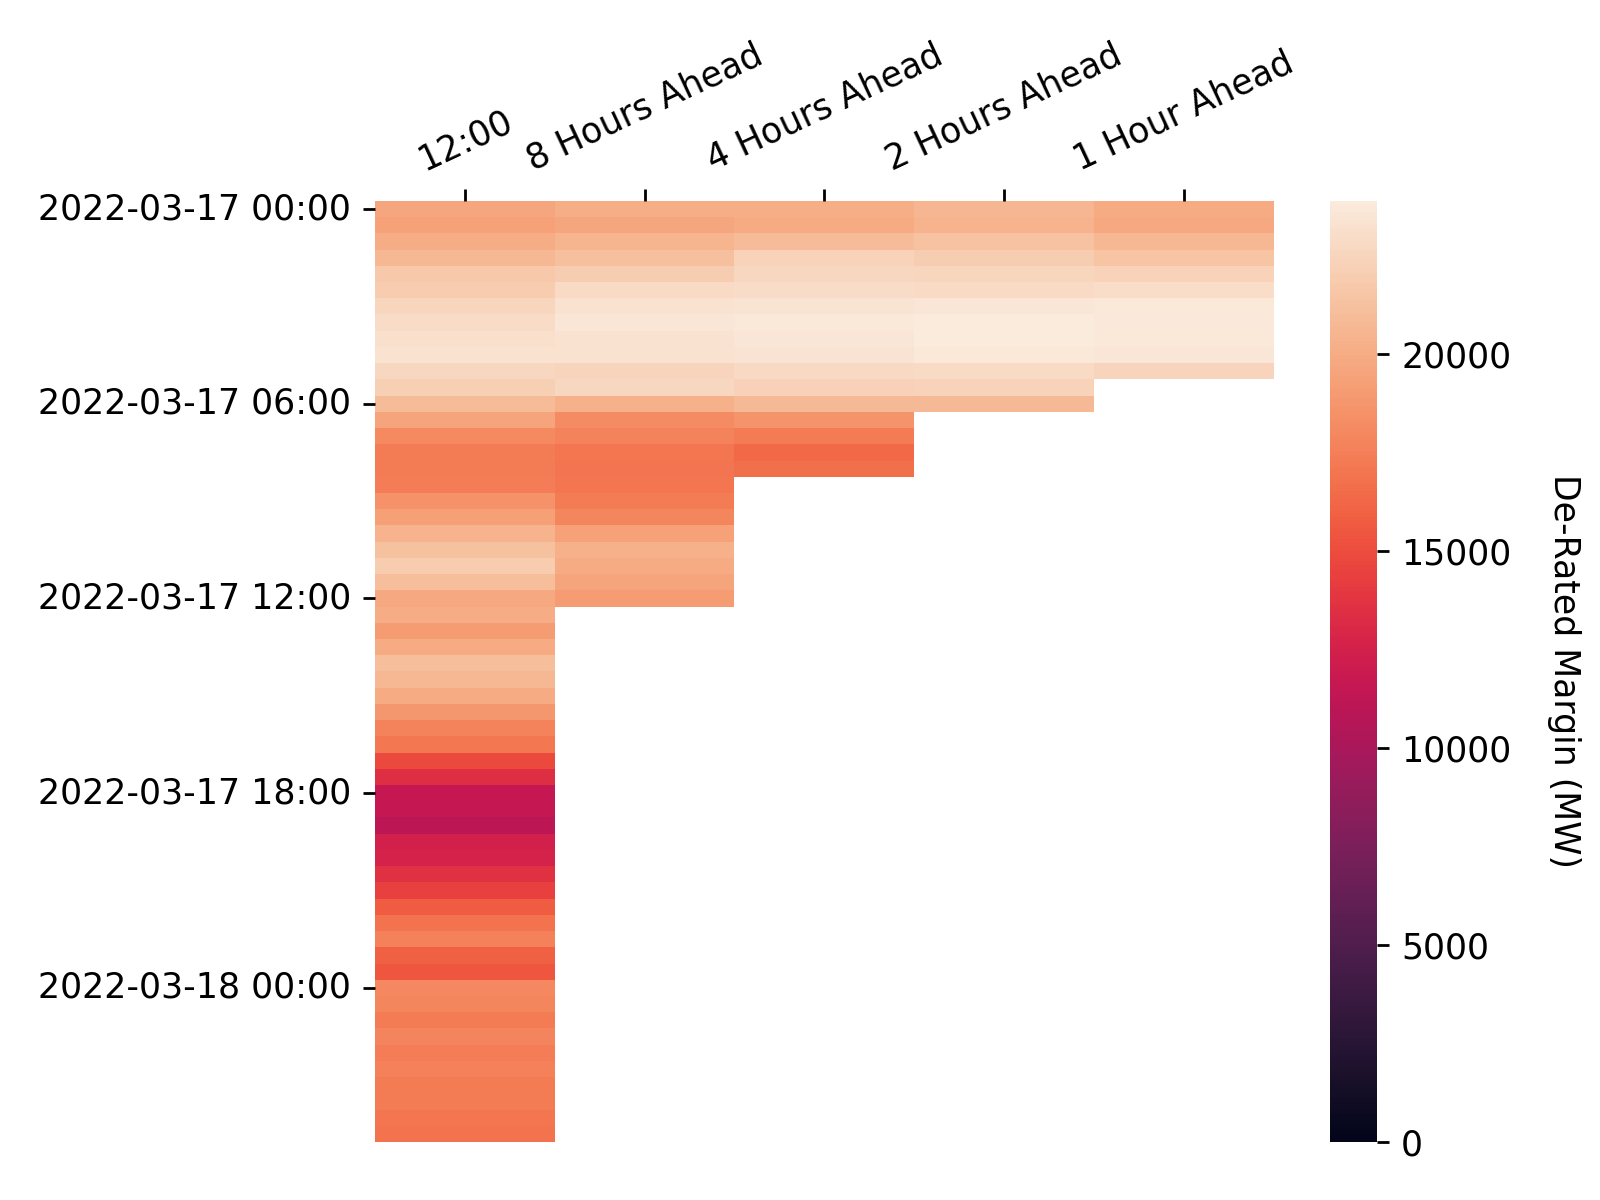 12:00
8 Hours Ahead
4 Hours Ahead
2 Hours Ahead
1 Hour Ahead
2022-03-17 00:00
2022-03-17 06:00
2022-03-17 12:00
2022-03-17 18:00
2022-03-18 00:00
20000
15000
10000
5000
0
De-Rated Margin (MW)